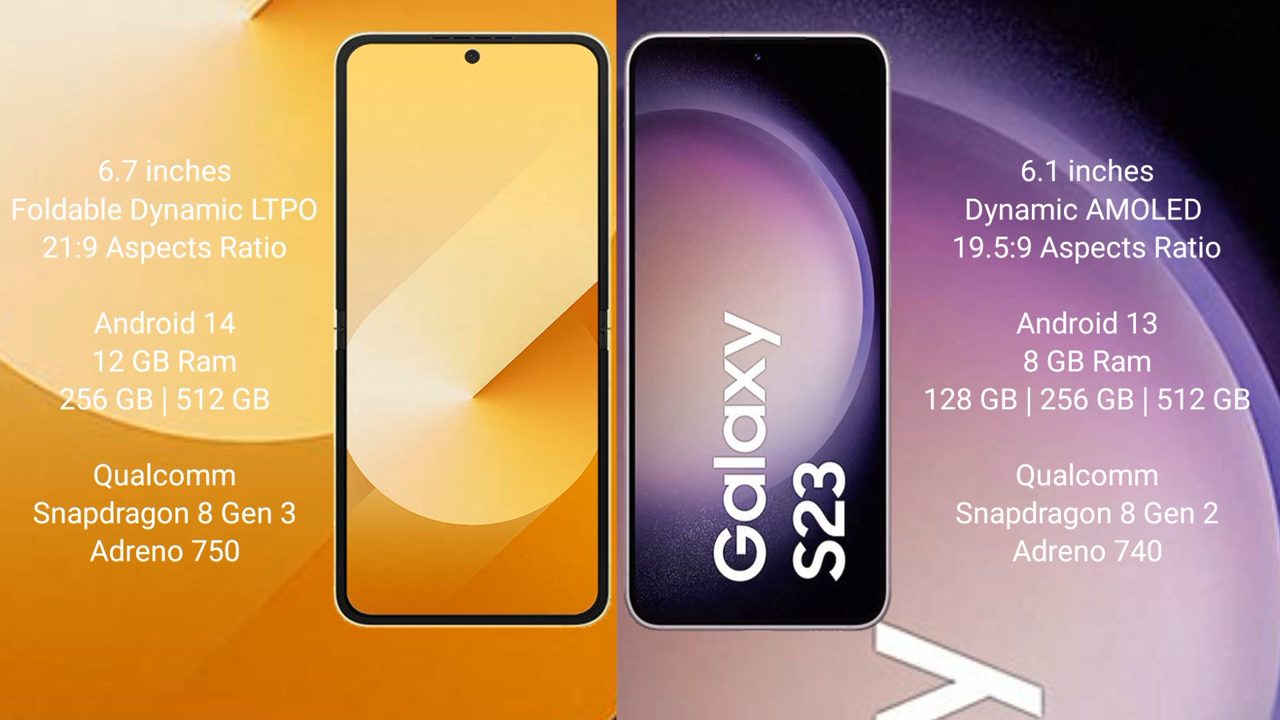 6.7 inches
Foldable Dynamic LTPO
21:9 Aspects Ratio
Android 14
12 GB Ram
256 GB | 512 GB
Qualcomm
Snapdragon 8 Gen 3
Adreno 750
Galaxy
S23
6.1 inches
Dynamic AMOLED
19.5:9 Aspects Ratio
Android 13
8 GB Ram
128 GB | 256 GB | 512 GB
Qualcomm
Snapdragon 8 Gen 2
Adreno 740
y